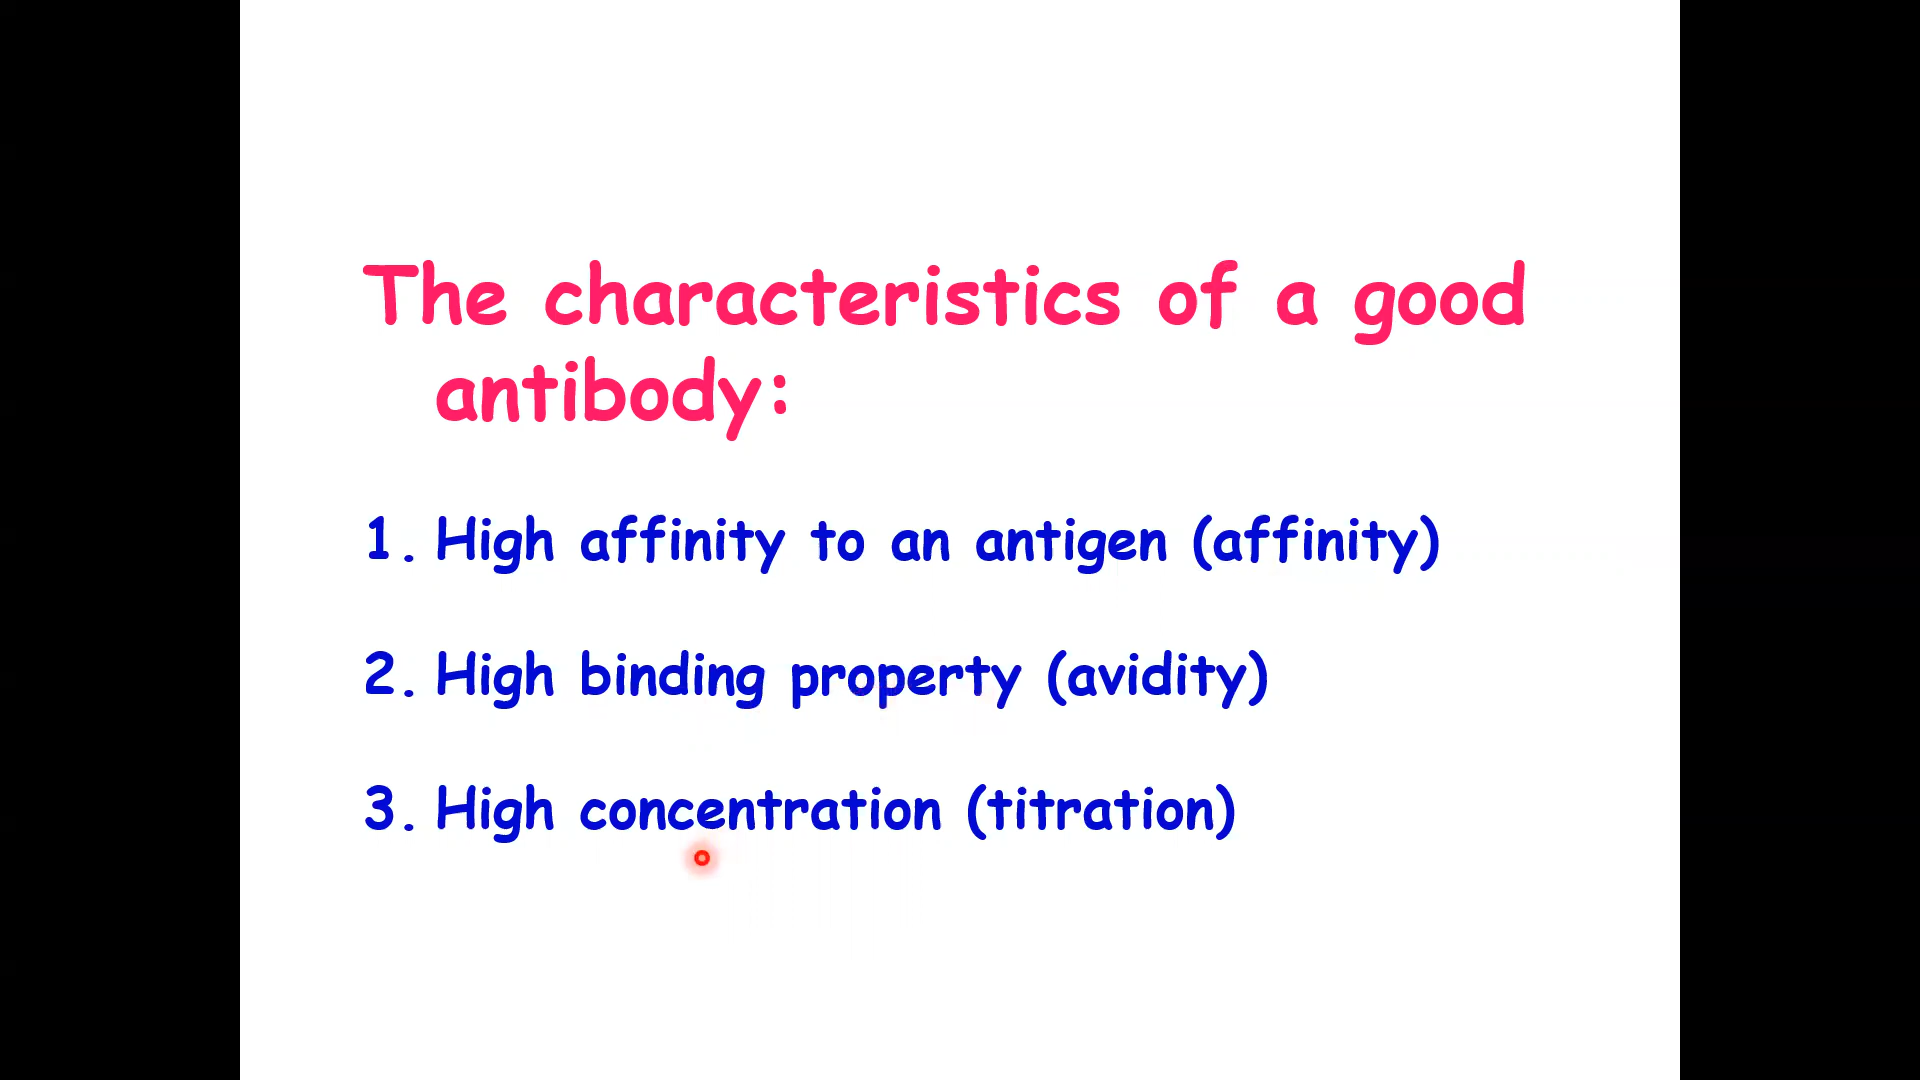 The characteristics of a good
antibody:
1. High affinity to an antigen (affinity)
2. High binding property (avidity)
3. High concentration (titration)